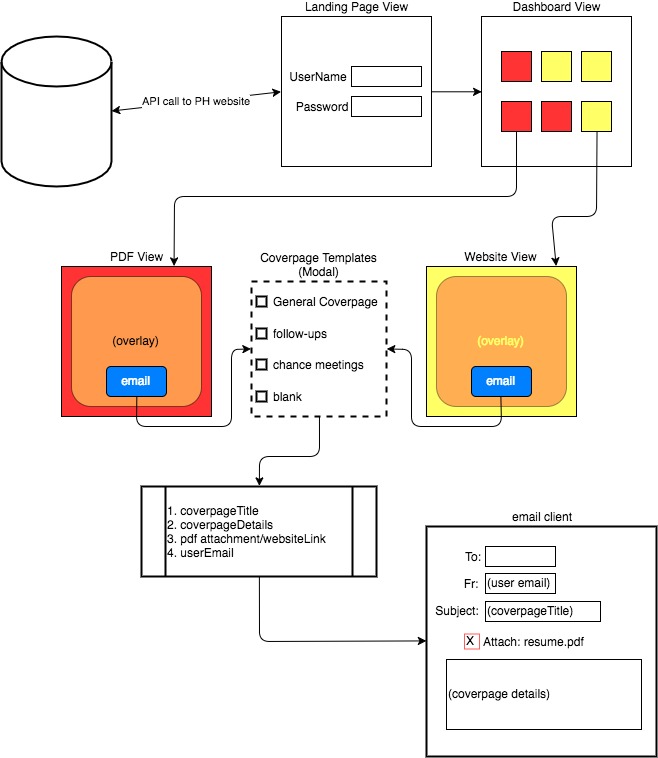 Landing Page View
Dashboard View
UserName
API call to PH website
Password
PDF View
Coverpage Templates
(Modal)
Website View
General Coverpage
follow-ups
(overlay)
(overlay)
chance meetings
email
email
blank
1. coverpageTitle
2. coverpageDetails
3. pdf attachment/websiteLink
4. userEmail
email client
To:
Fr: (user email)
Subject: (coverpageTitle)
X Attach: resume.pdf
(coverpage details)